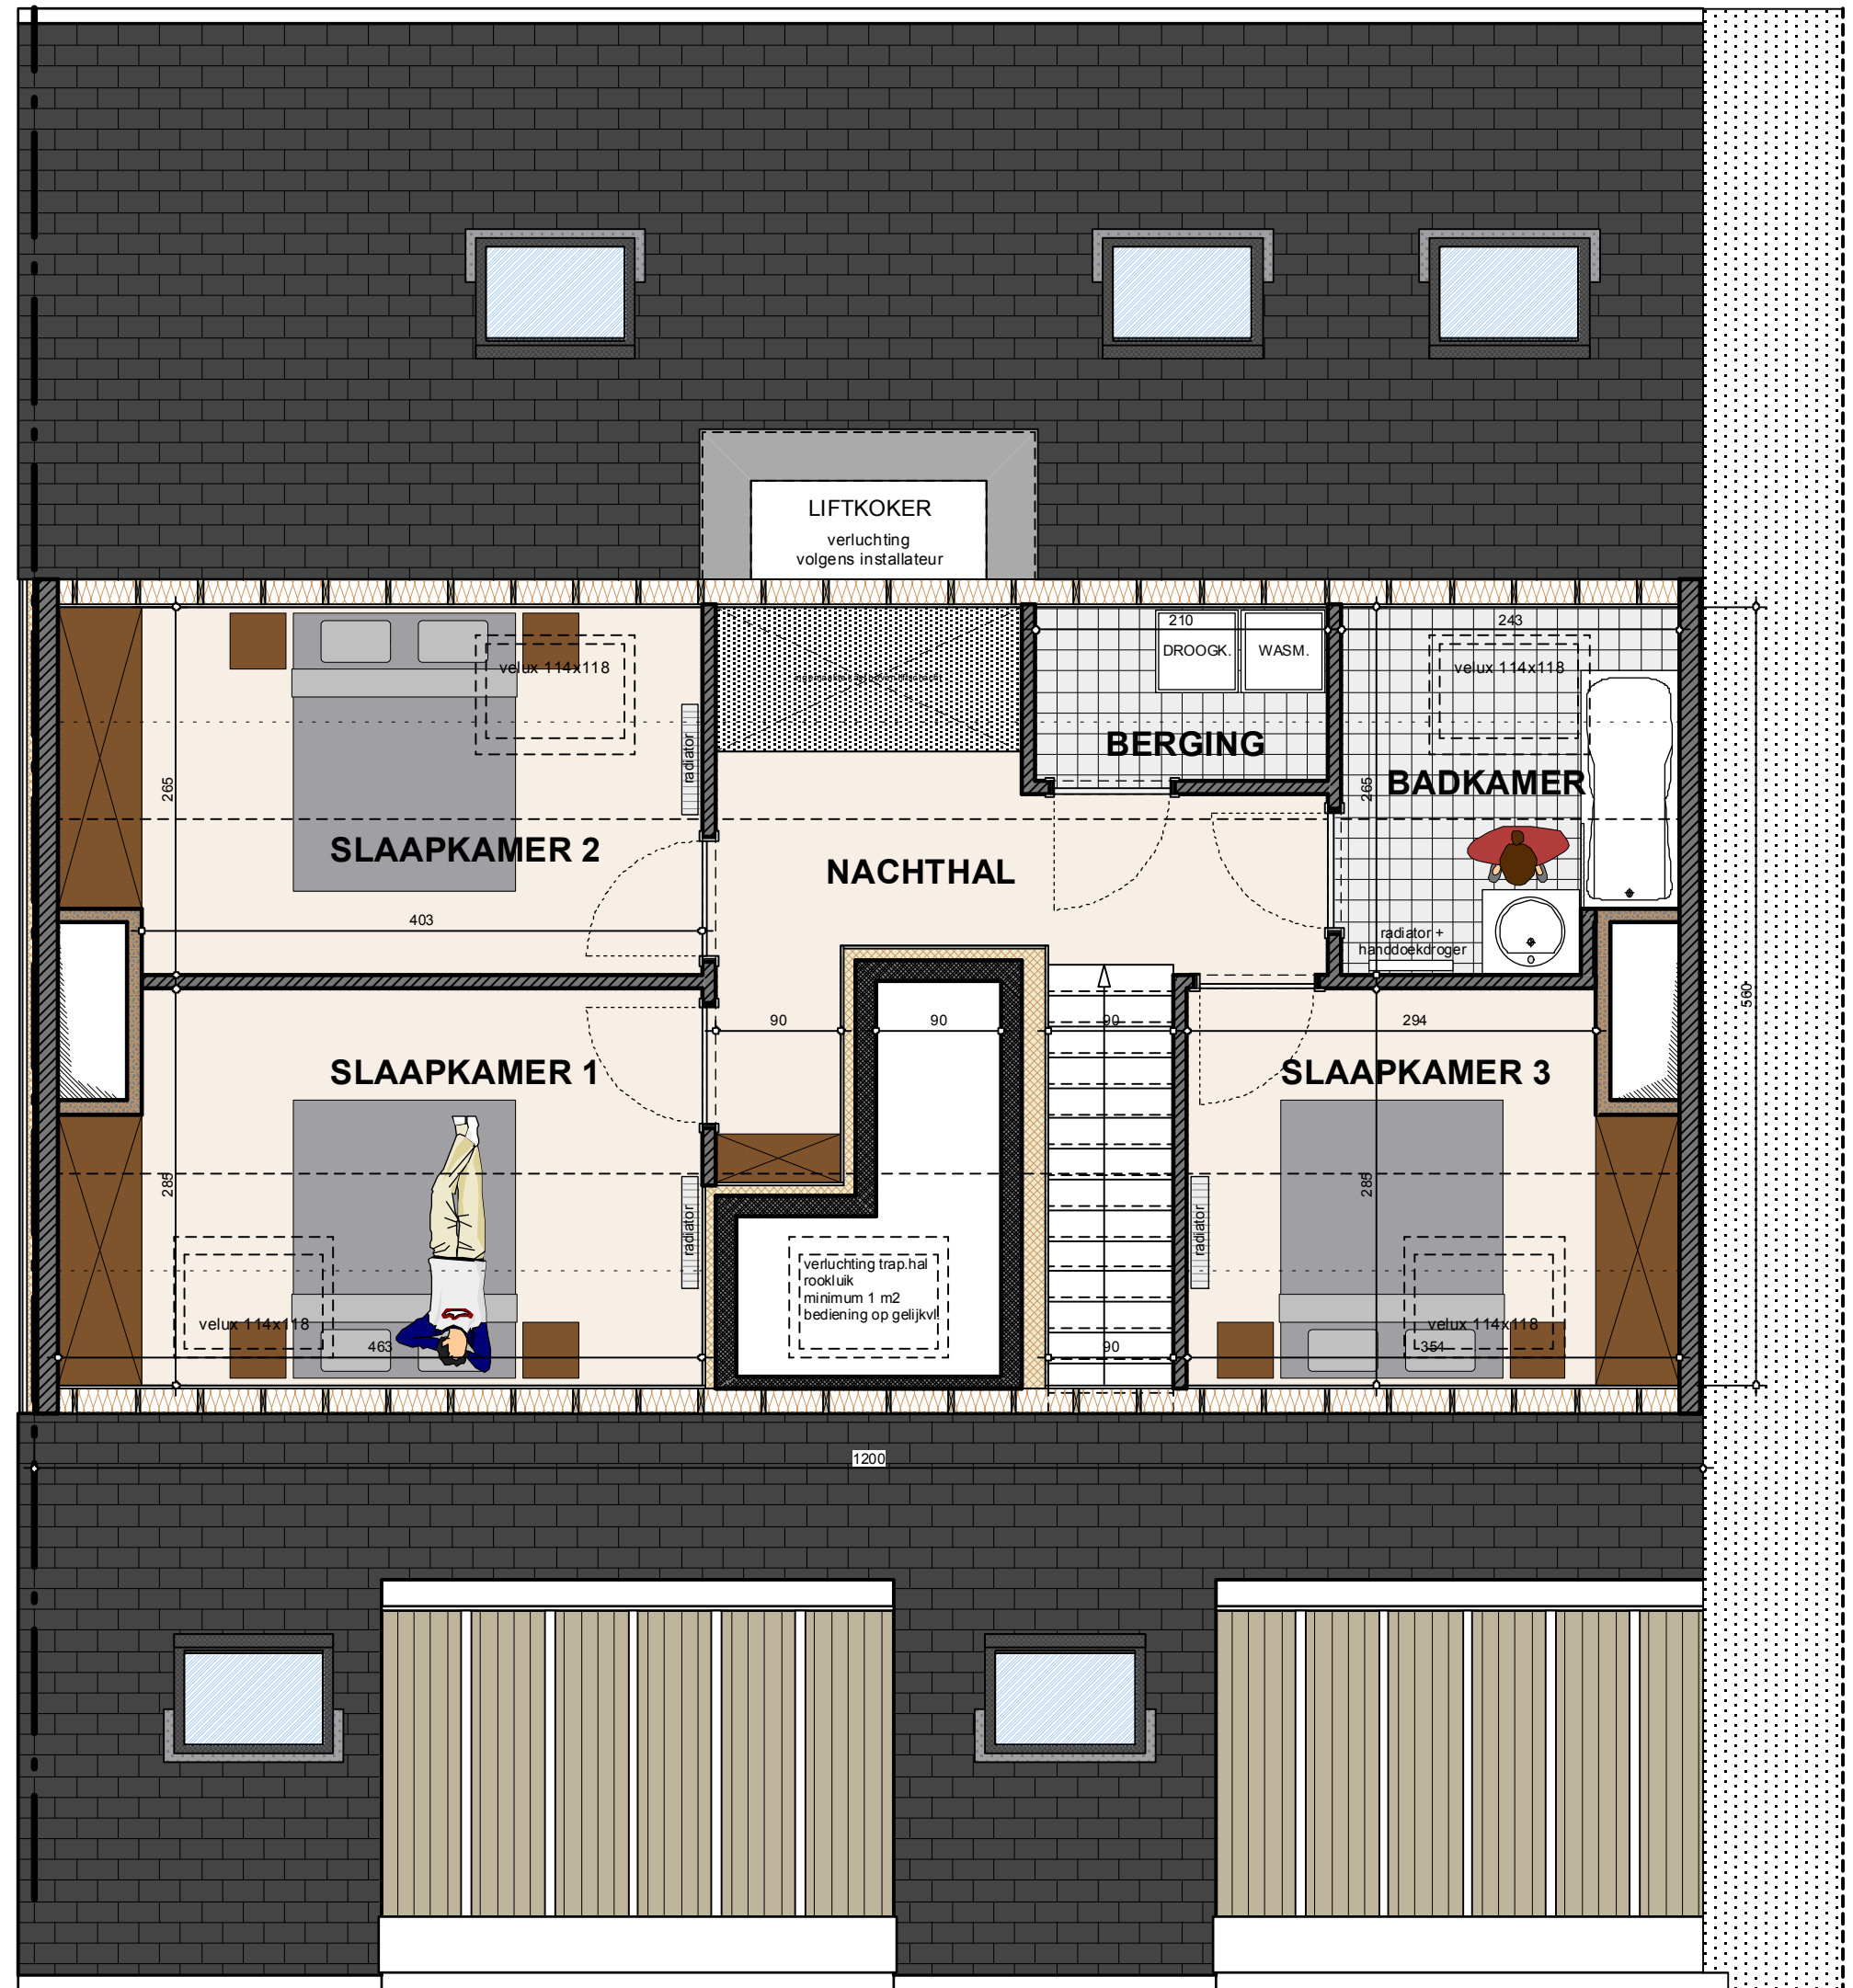 LIFTKOKER
verluchting
volgens installateur
210
243
DROOGK.
WASM.
velux 114x118
velux 114x118
radiator
BERGING
BADKAMER
265
265
SLAAPKAMER 2
NACHTHAL
403
radiator +
handdoekdroger
560
90
90
90
294
SLAAPKAMER 1
SLAAPKAMER 3
285
285
radiator
radiator
verluchting trap.hal
rookluik
minimum 1 m2
bediening op gelijkvl
velux 114x118
velux 114x118
463
90
351
1200